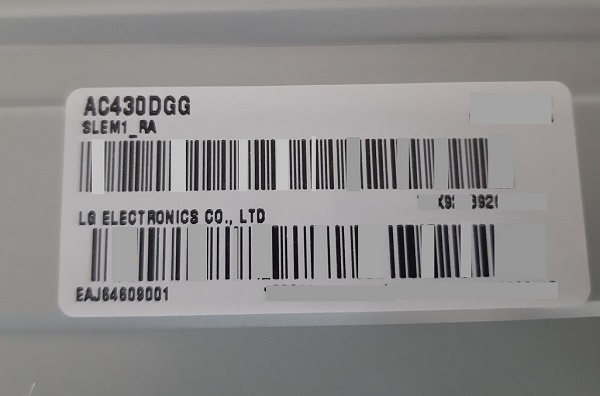 AC430DGG
SLEM1_RA
LG ELECTRONICS CO., LTD
EAJ64609001